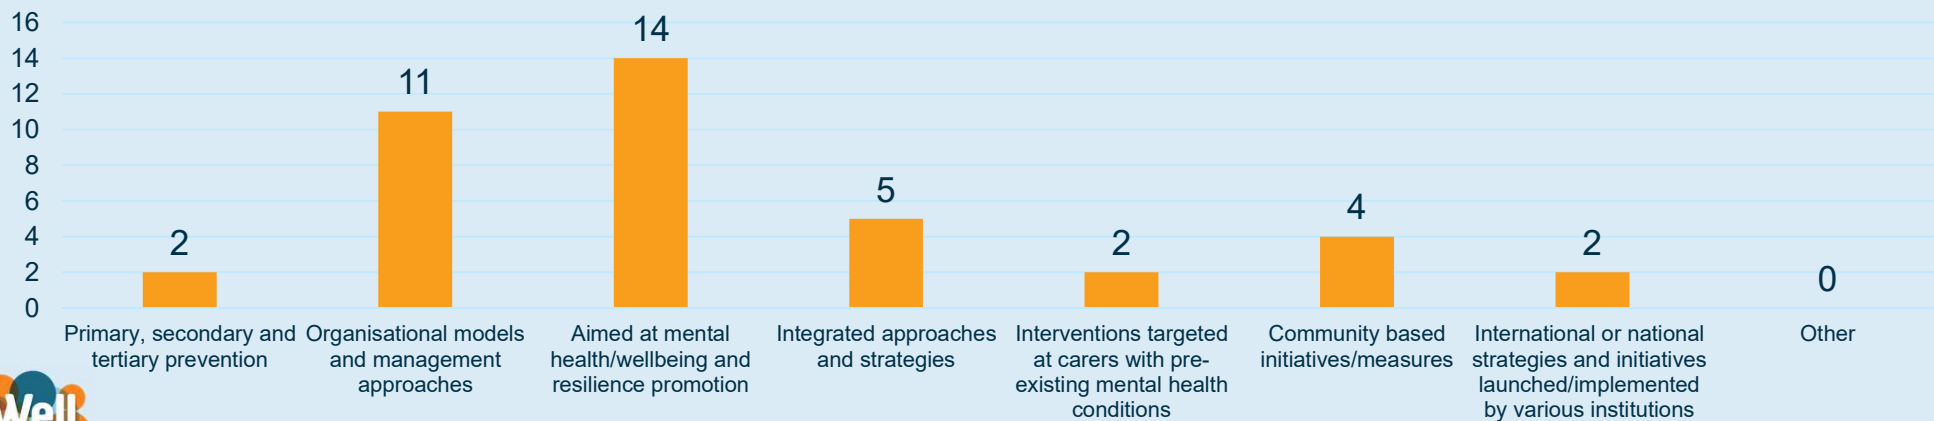 16
14
12
10
8
6
4
2
0
2
11
14
5
2
4
2
0
Primary, secondary and
tertiary prevention
Organisational models
and management
approaches
Aimed at mental
health/wellbeing and
resilience promotion
Integrated approaches
and strategies
Interventions targeted
at carers with pre-
existing mental health
conditions
Community based
initiatives/measures
International or national
strategies and initiatives
launched/implemented
by various institutions
Other
Well